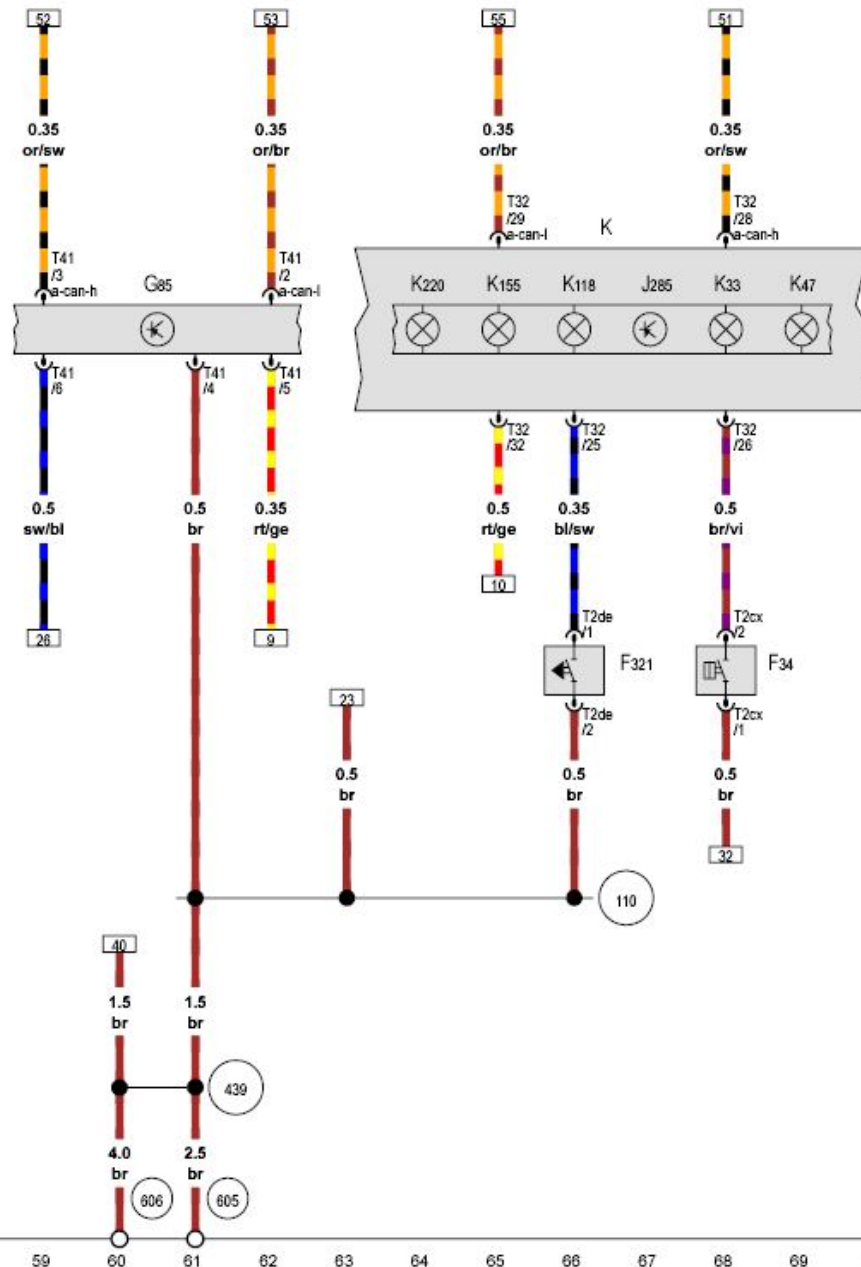 52 53 55 51
0.35 0.35 0.35 0.35
or/sw or/br or/br or/sw
T41 T41 T32 T32
/3 /2 /29 /28
a-can-h a-can-l a-can-l a-can-h
G85 K
K220 K155 K118 J285 K33 K47
T41 T41 T41 T32 T32 T32
/6 /4 /5 /32 /25 /26
0.5 0.5 0.35 0.5 0.35 0.5
sw/bl br rt/ge rt/ge bl/sw br/vi
10
T2de T2cx
/1 /2
26 9
F321 F34
23
T2de T2cx
/2 /1
0.5 0.5 0.5
br br br
32
110
40
1.5 1.5
br br
439
4.0 2.5
br br
606 605
59 60 61 62 63 64 65 66 67 68 69